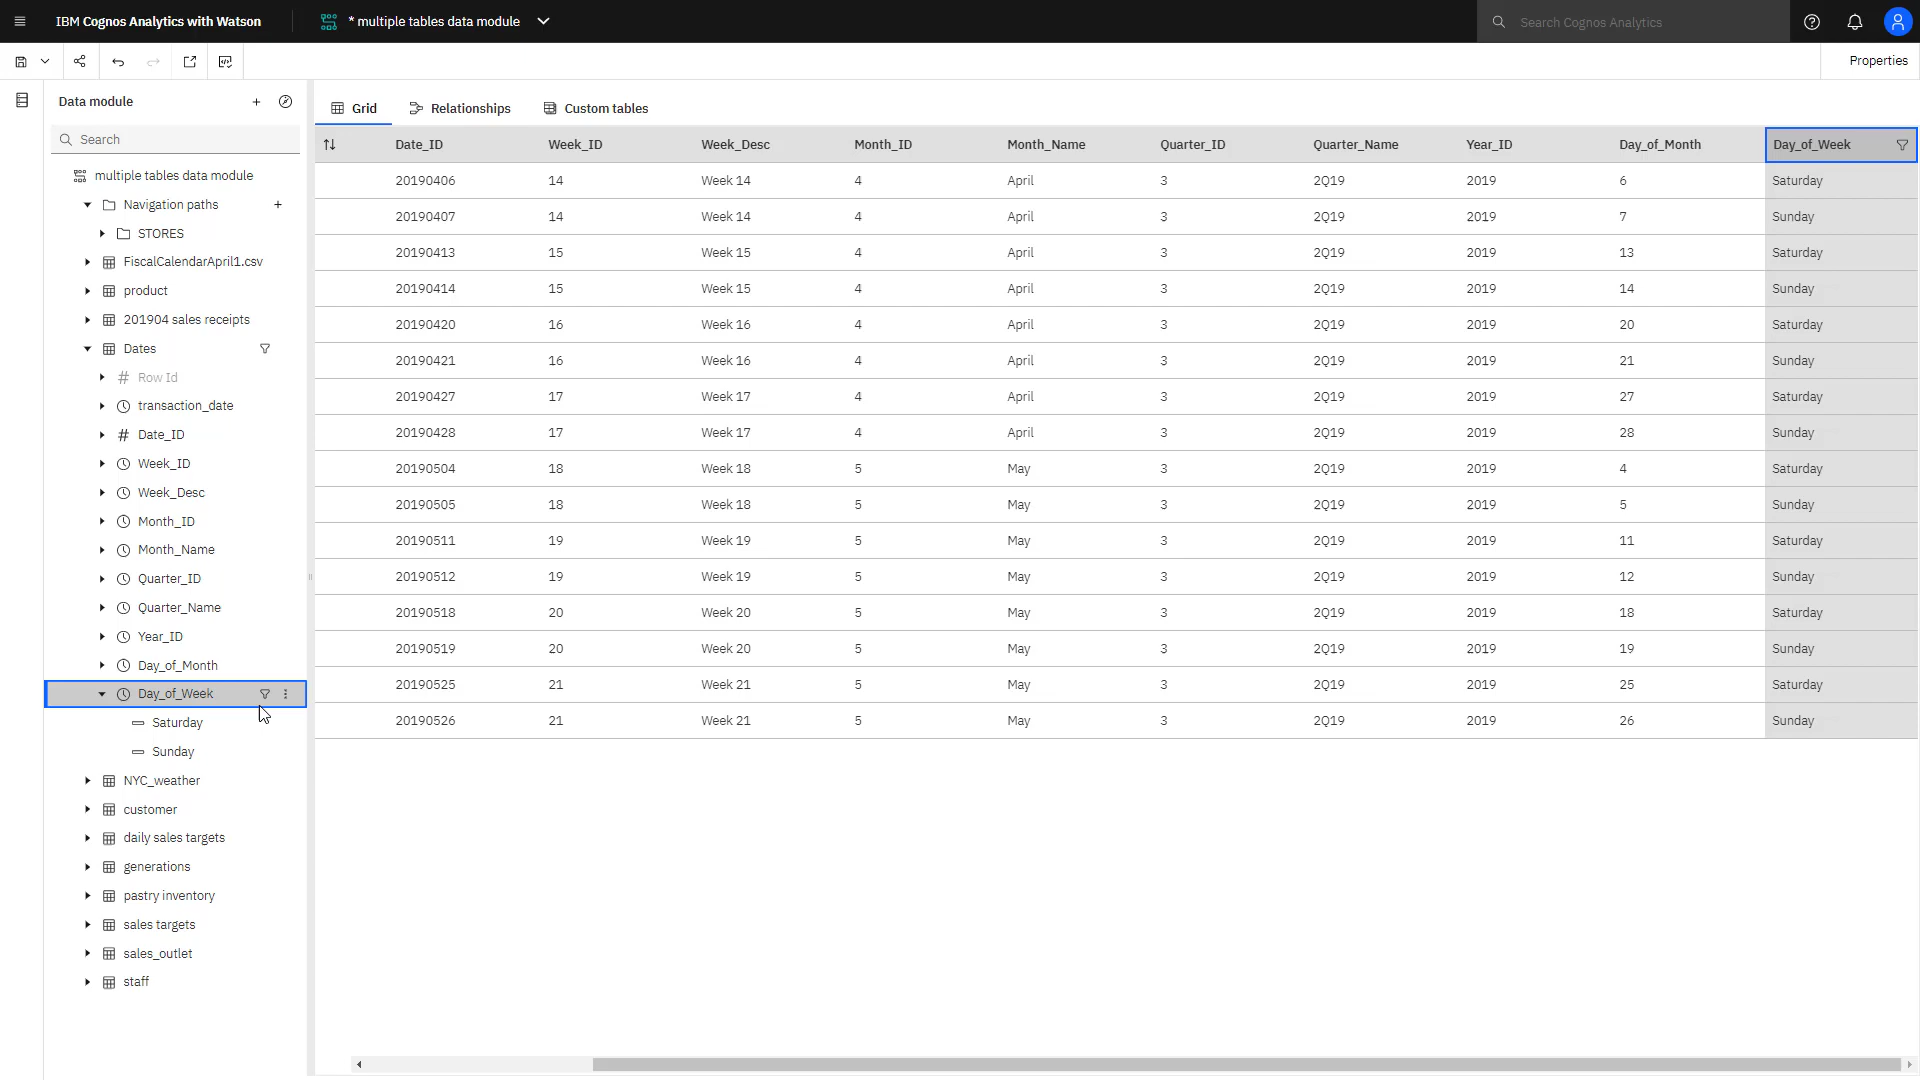 IBM Cognos Analytics with Watson
* multiple tables data module
Search Cognos Analytics
Properties
Data module
Search
multiple tables data module
Navigation paths
STORES
FiscalCalendarApril1.csv
product
201904 sales receipts
Dates
Row Id
transaction_date
Date_ID
Week_ID
Week_Desc
Month_ID
Month_Name
Quarter_ID
Quarter_Name
Year_ID
Day_of_Month
Day_of_Week
Saturday
Sunday
NYC_weather
customer
daily sales targets
generations
pastry inventory
sales targets
sales_outlet
staff
Grid Relationships Custom tables
Date_ID Week_ID Week_Desc Month_ID Month_Name Quarter_ID Quarter_Name Year_ID Day_of_Month Day_of_Week
20190406 14 Week 14 4 April 3 2Q19 2019 6 Saturday
20190407 14 Week 14 4 April 3 2Q19 2019 7 Sunday
20190413 15 Week 15 4 April 3 2Q19 2019 13 Saturday
20190414 15 Week 15 4 April 3 2Q19 2019 14 Sunday
20190420 16 Week 16 4 April 3 2Q19 2019 20 Saturday
20190421 16 Week 16 4 April 3 2Q19 2019 21 Sunday
20190427 17 Week 17 4 April 3 2Q19 2019 27 Saturday
20190428 17 Week 17 4 April 3 2Q19 2019 28 Sunday
20190504 18 Week 18 5 May 3 2Q19 2019 4 Saturday
20190505 18 Week 18 5 May 3 2Q19 2019 5 Sunday
20190511 19 Week 19 5 May 3 2Q19 2019 11 Saturday
20190512 19 Week 19 5 May 3 2Q19 2019 12 Sunday
20190518 20 Week 20 5 May 3 2Q19 2019 18 Saturday
20190519 20 Week 20 5 May 3 2Q19 2019 19 Sunday
20190525 21 Week 21 5 May 3 2Q19 2019 25 Saturday
20190526 21 Week 21 5 May 3 2Q19 2019 26 Sunday